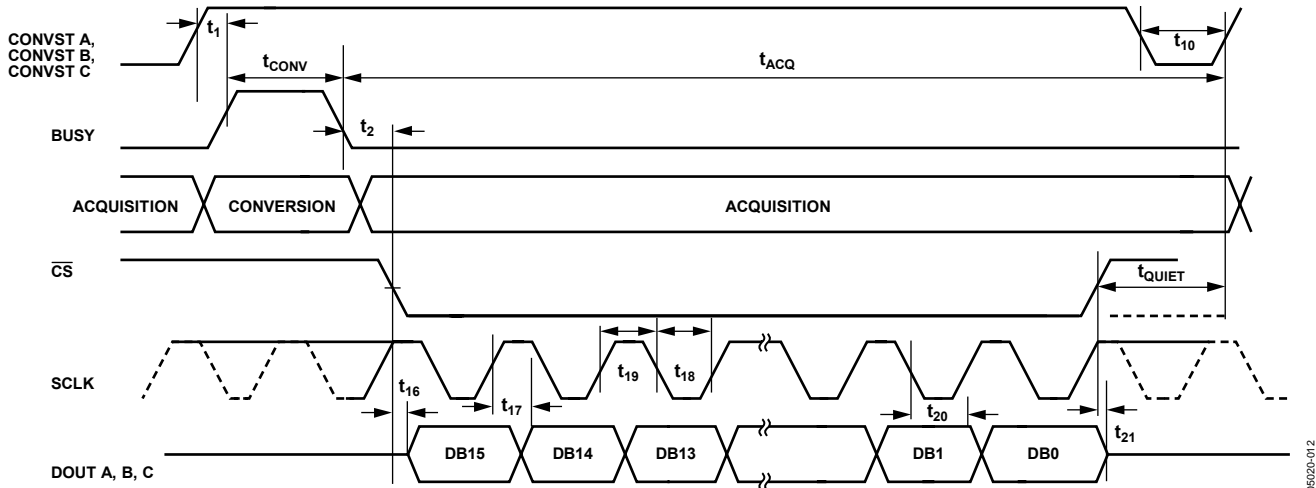 CONVST A,
CONVST B,
CONVST C
t1
tCONV
tACQ
t10
BUSY
t2
ACQUISITION
CONVERSION
ACQUISITION
CS
tQUIET
SCLK
t16
t17
t19
t18
t20
t21
DOUT A, B, C
DB15
DB14
DB13
DB1
DB0
05020-012